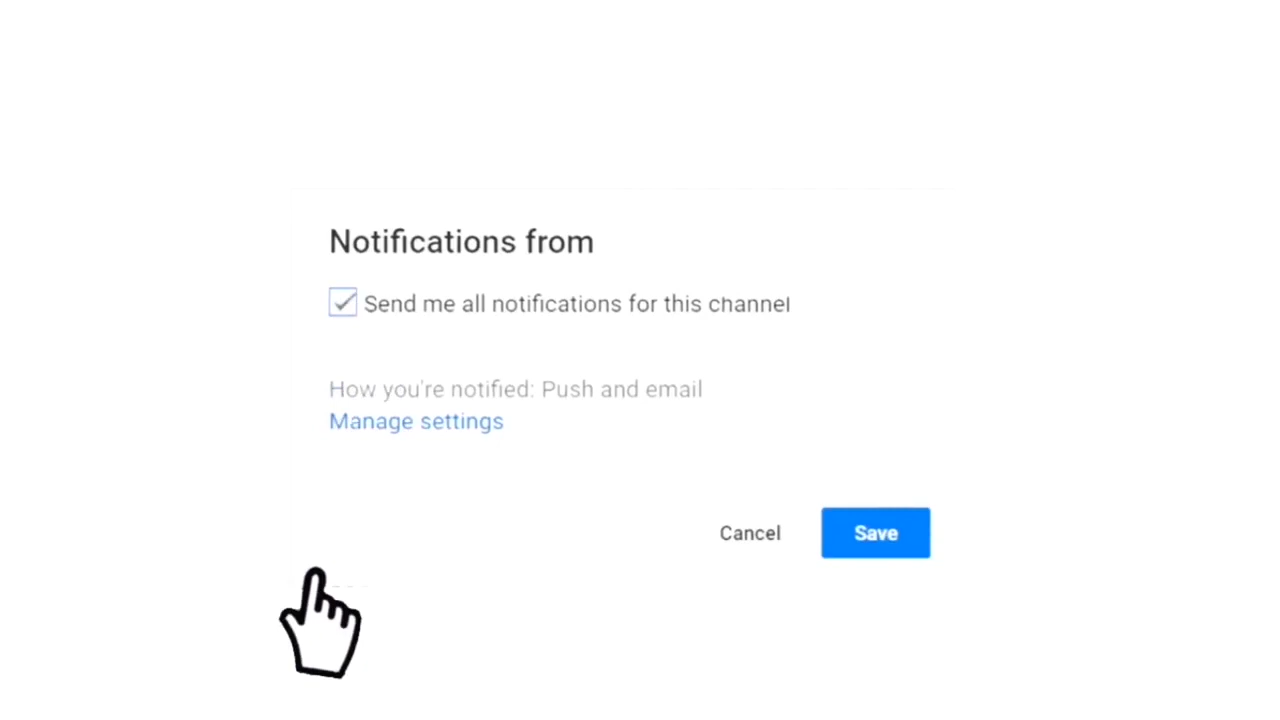 Notifications from
Send me all notifications for this channel
How you're notified: Push and email
Manage settings
Cancel
Save